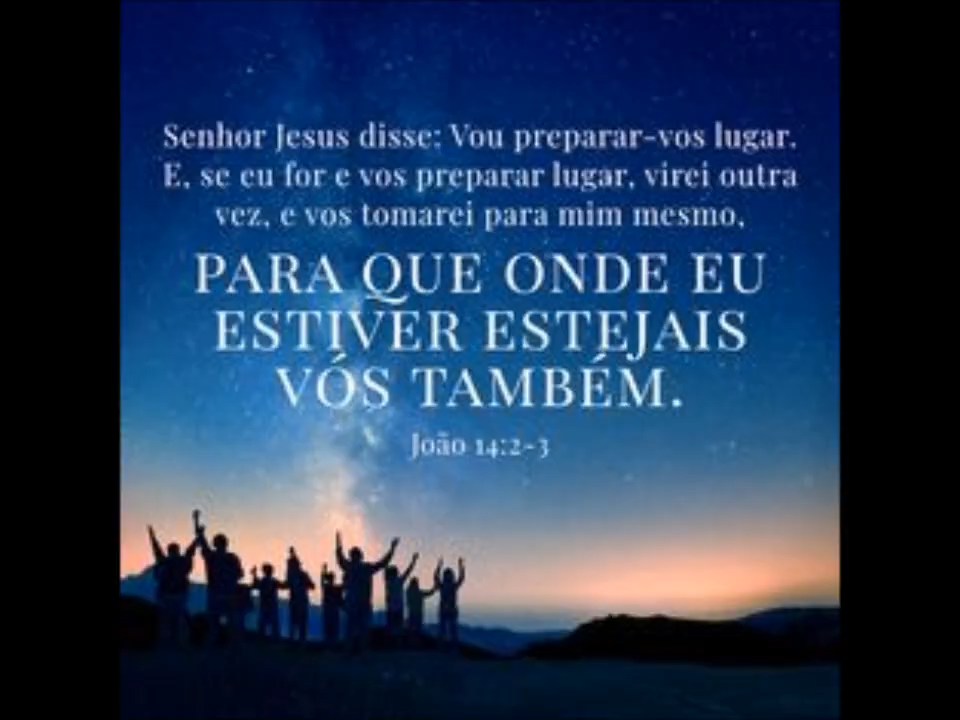 Senhor Jesus disse: Vou preparar-vos lugar.
E, se eu for e vos preparar lugar, virei outra
vez, e vos tomarei para mim mesmo,
PARA QUE ONDE EU
ESTIVER ESTEJAIS
VÓS TAMBÉM.
João 14:2-3